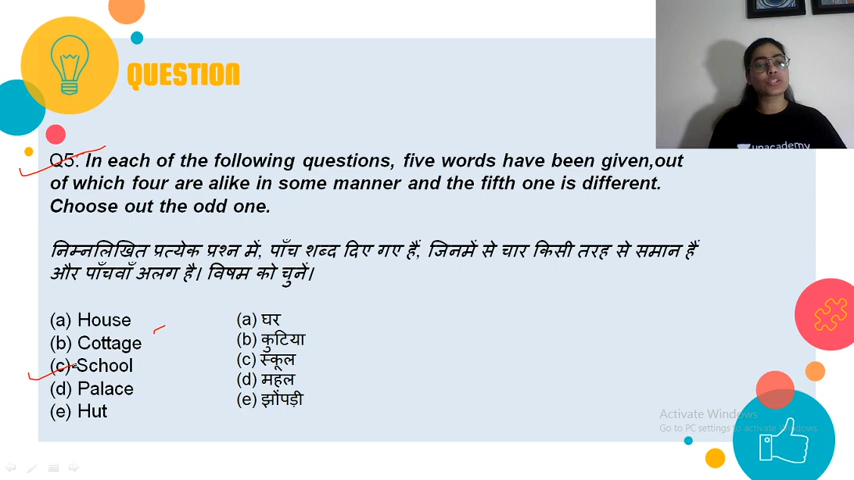 QUESTION
Q5. In each of the following questions, five words have been given,out
of which four are alike in some manner and the fifth one is different.
Choose out the odd one.
निम्नलिखित प्रत्येक प्रश्न में, पाँच शब्द दिए गए हैं, जिनमें से चार किसी तरह से समान हैं
और पाँचवाँ अलग है। विषम को चुनें।
(a) House
(b) Cottage
(c) School
(d) Palace
(e) Hut
(a) घर
(b) कुटिया
(c) स्कूल
(d) महल
(e) झोंपड़ी
unacademy
Activate Windows
Go to PC settings to activate Windows.